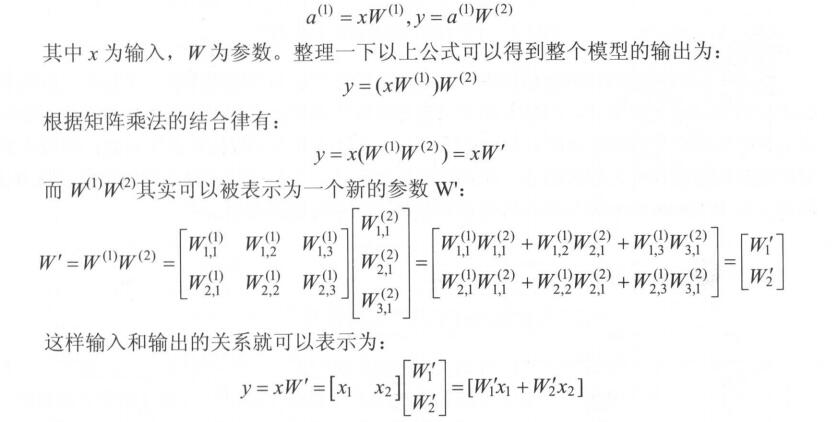 a^{(1)} = xW^{(1)}, y = a^{(1)}W^{(2)}
其中 x 为输入，W 为参数。整理一下以上公式可以得到整个模型的输出为：
y = (xW^{(1)})W^{(2)}
根据矩阵乘法的结合律有：
y = x(W^{(1)}W^{(2)}) = xW′
而 W^{(1)}W^{(2)}其实可以被表示为一个新的参数 W'：
W′ = W^{(1)}W^{(2)} = \begin{bmatrix} W_{1,1}^{(1)} & W_{1,2}^{(1)} & W_{1,3}^{(1)} \\ W_{2,1}^{(1)} & W_{2,2}^{(1)} & W_{2,3}^{(1)} \end{bmatrix} \begin{bmatrix} W_{1,1}^{(2)} \\ W_{2,1}^{(2)} \\ W_{3,1}^{(2)} \end{bmatrix} = \begin{bmatrix} W_{1,1}^{(1)}W_{1,1}^{(2)} + W_{1,2}^{(1)}W_{2,1}^{(2)} + W_{1,3}^{(1)}W_{3,1}^{(2)} \\ W_{2,1}^{(1)}W_{1,1}^{(2)} + W_{2,2}^{(1)}W_{2,1}^{(2)} + W_{2,3}^{(1)}W_{3,1}^{(2)} \end{bmatrix} = \begin{bmatrix} W_1′ \\ W_2′ \end{bmatrix}
这样输入和输出的关系就可以表示为：
y = xW′ = [x_1 x_2] \begin{bmatrix} W_1′ \\ W_2′ \end{bmatrix} = [W_1′x_1 + W_2′x_2]